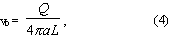 v₀ = Q / 4πaL , (4)